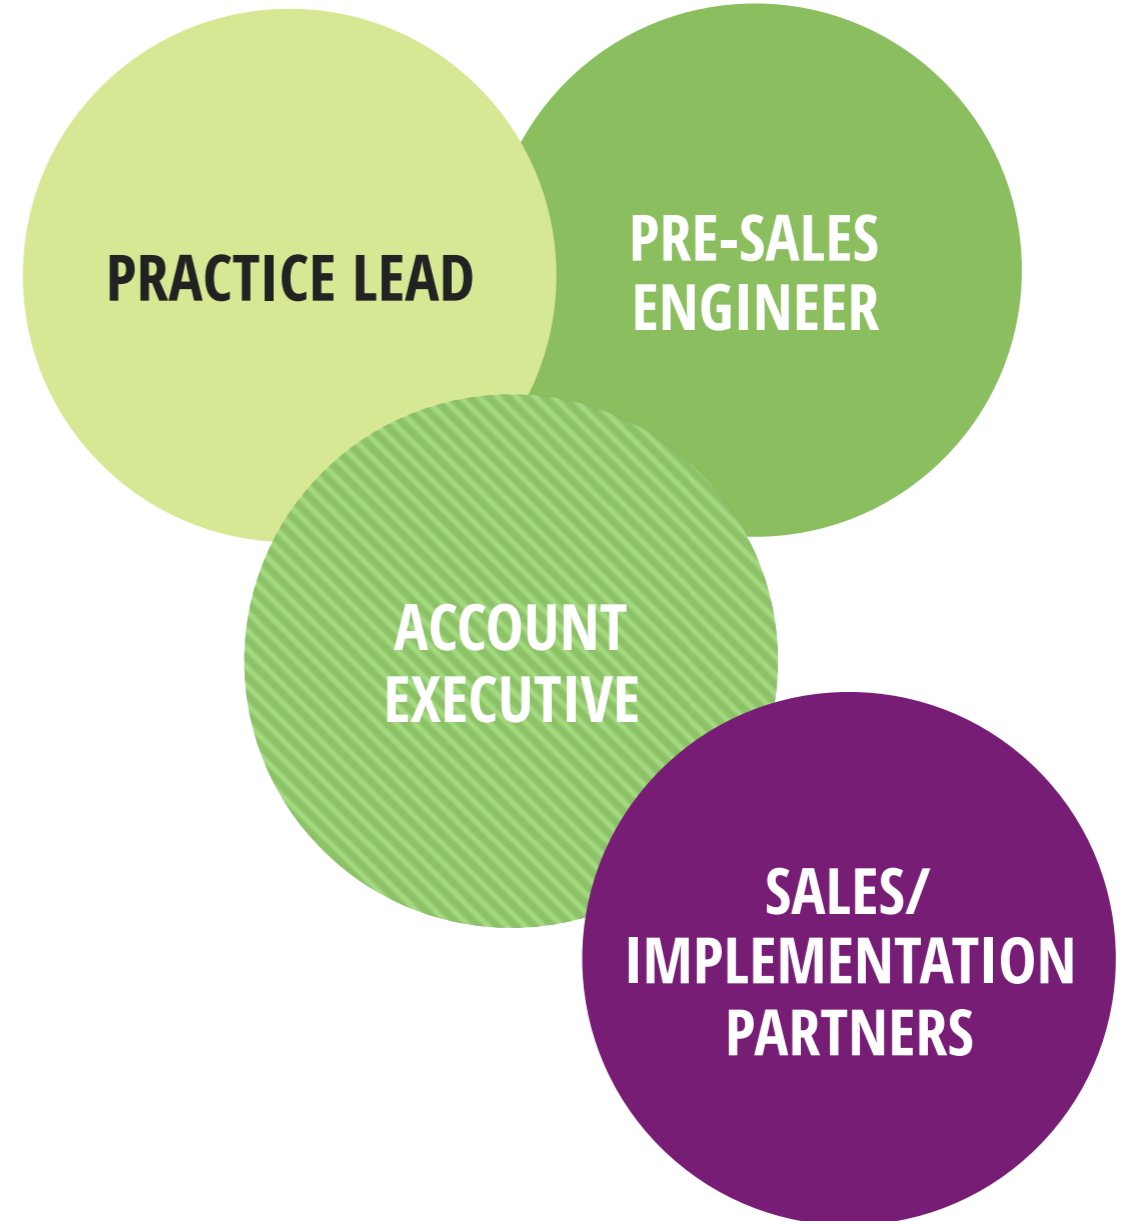 PRACTICE LEAD
PRE-SALES
ENGINEER
ACCOUNT
EXECUTIVE
SALES/
IMPLEMENTATION
PARTNERS